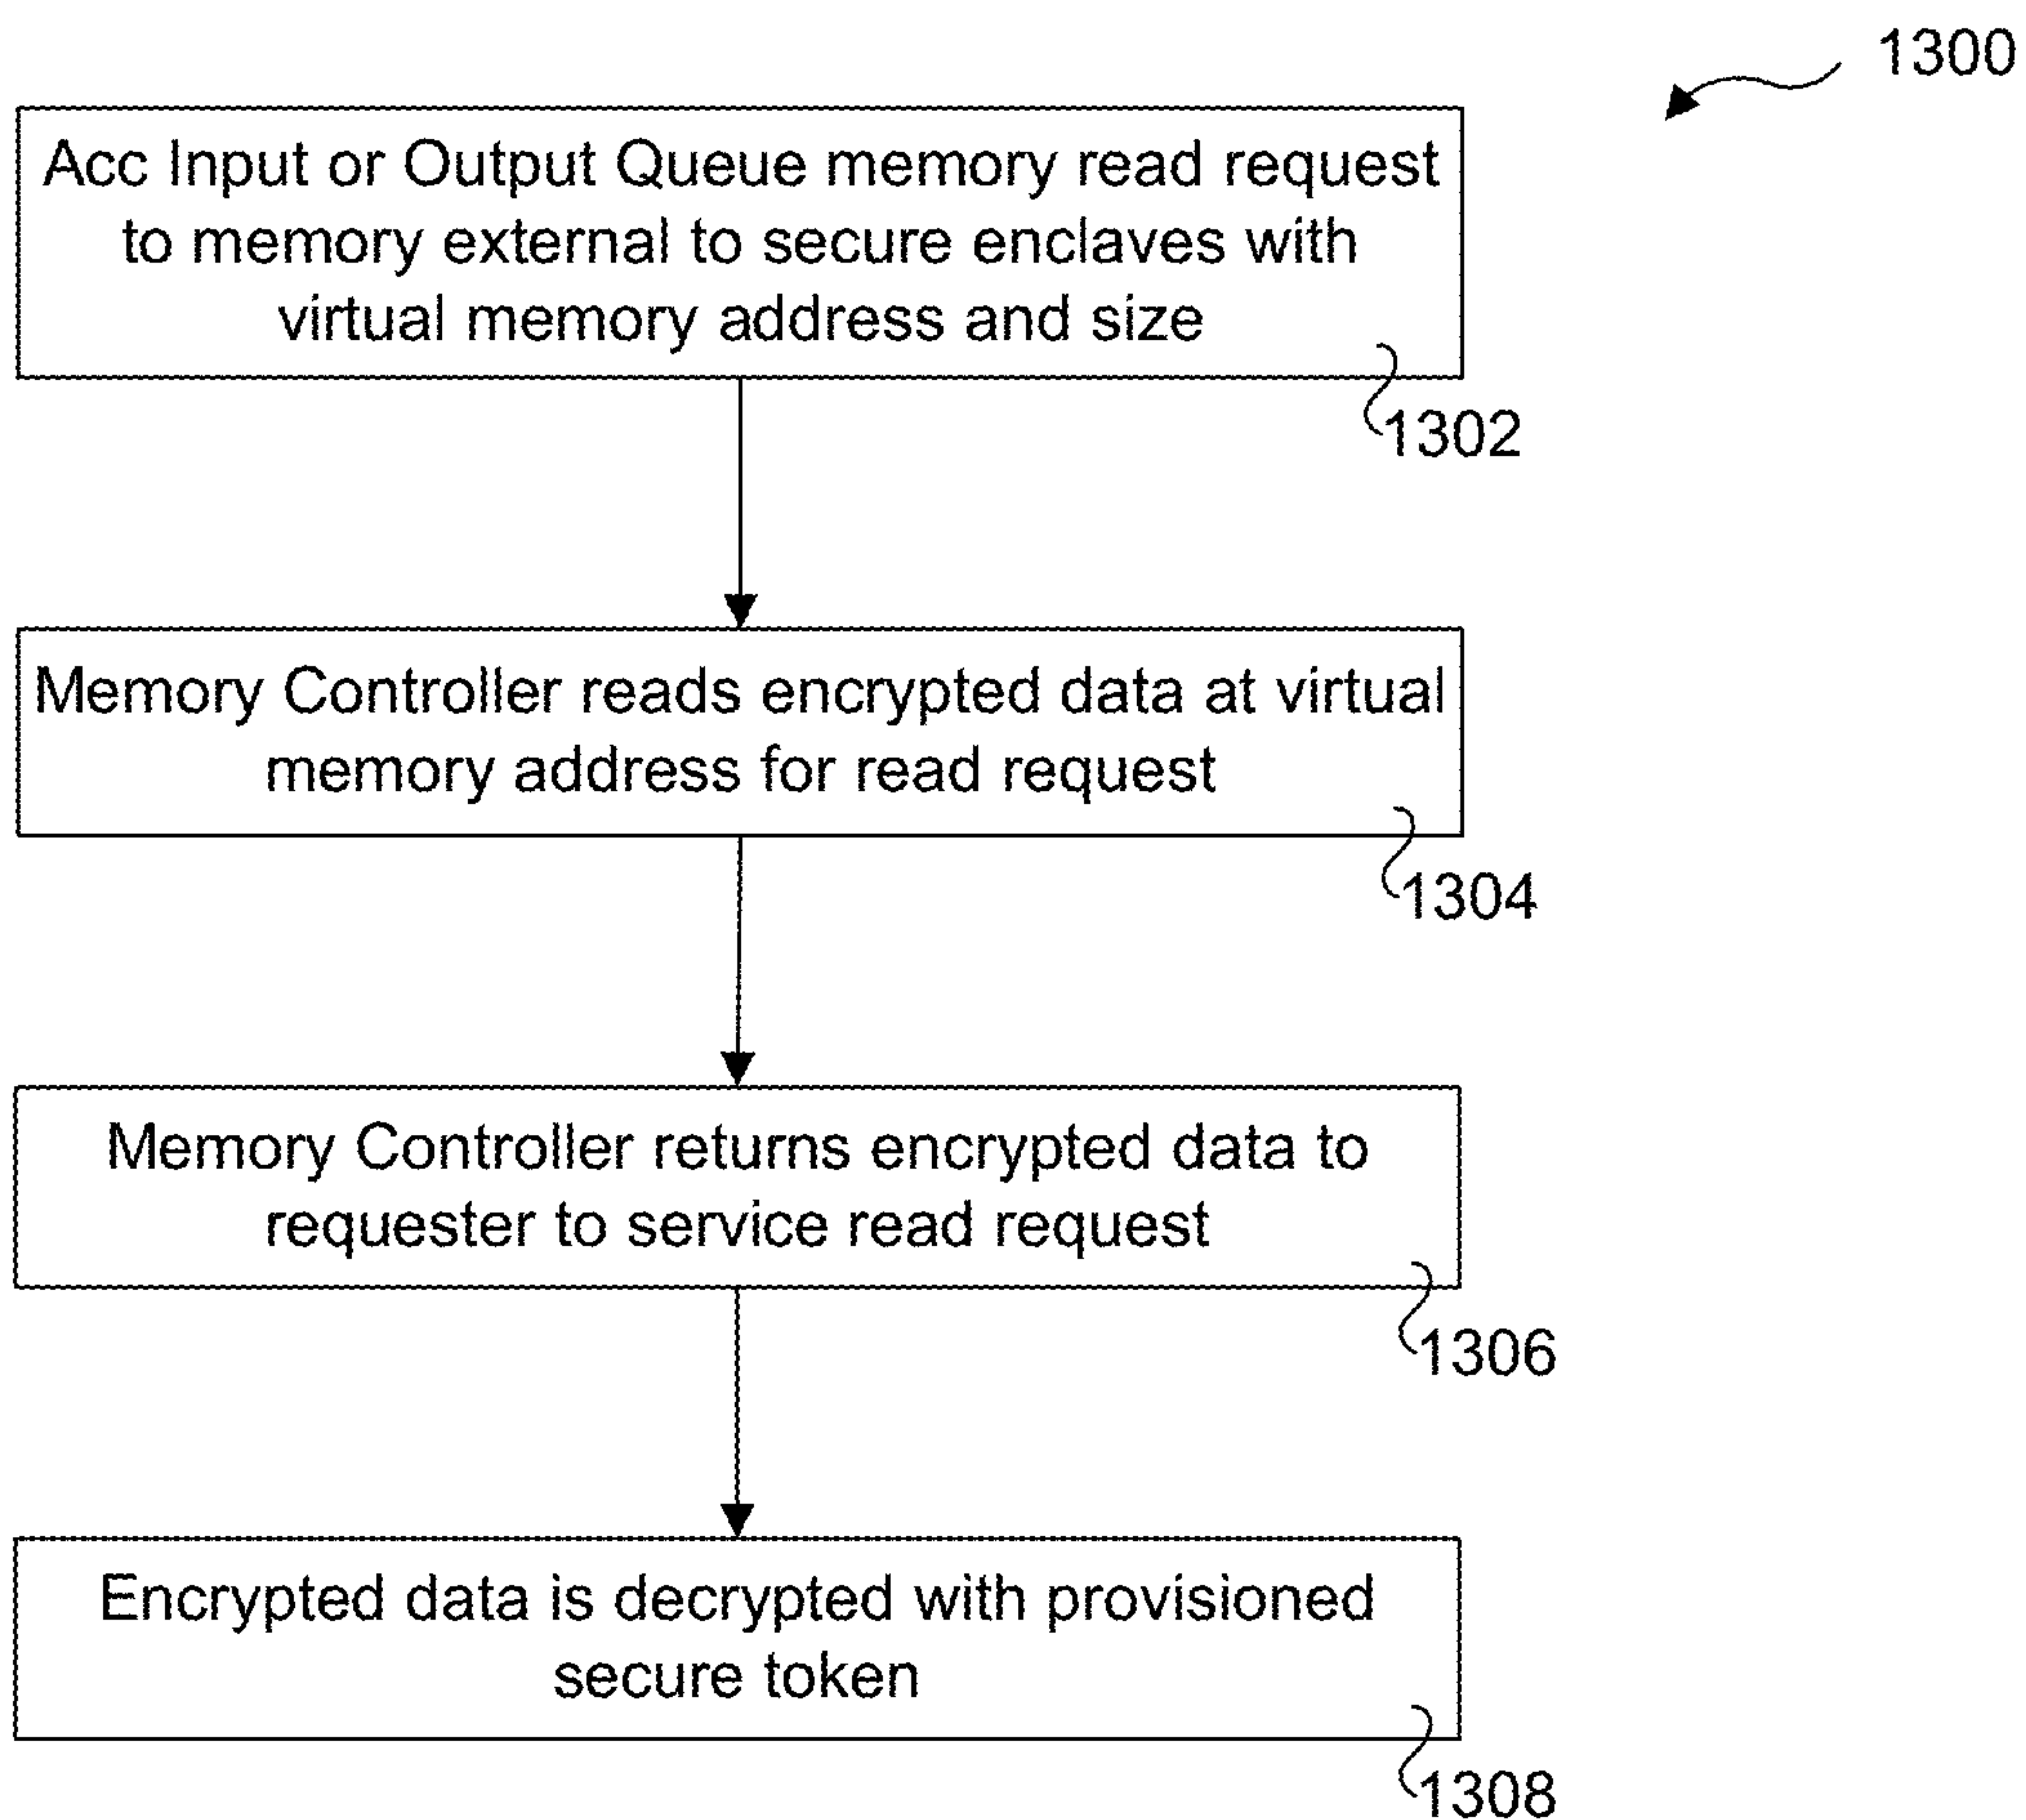 1300
Acc Input or Output Queue memory read request
to memory external to secure enclaves with
virtual memory address and size
1302
Memory Controller reads encrypted data at virtual
memory address for read request
1304
Memory Controller returns encrypted data to
requester to service read request
1306
Encrypted data is decrypted with provisioned
secure token
1308